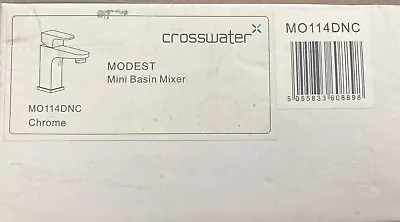 crosswater
MO114DNC
MODEST
Mini Basin Mixer
MO114DNC
Chrome
5 055833 608898